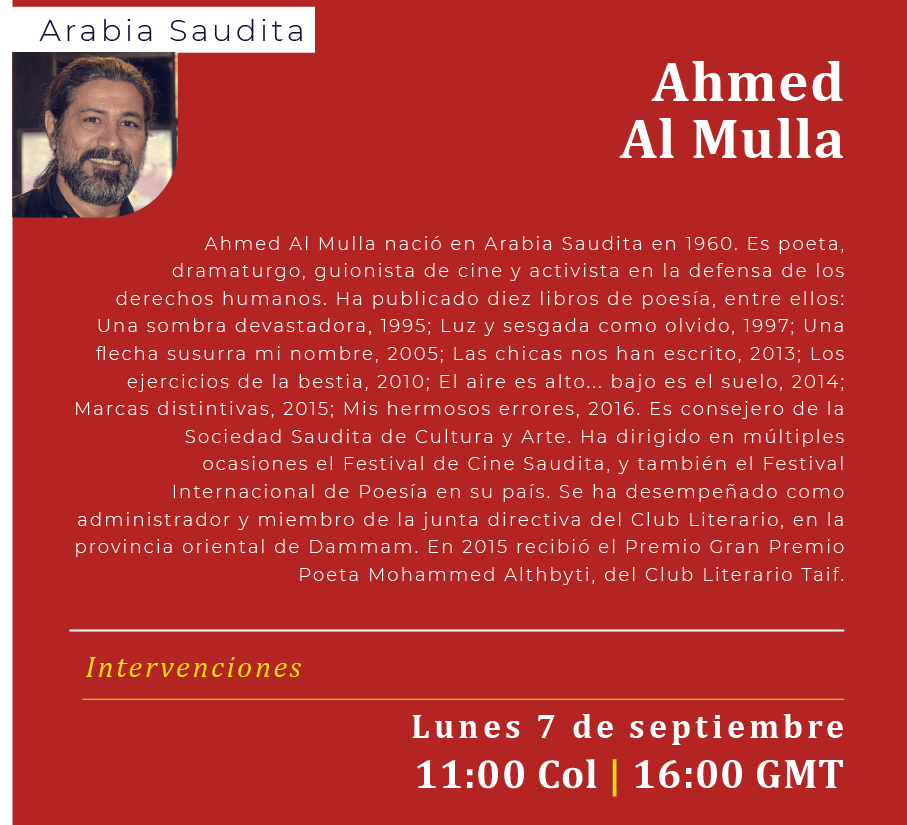 Arabia Saudita
Ahmed
Al Mulla
Ahmed Al Mulla nació en Arabia Saudita en 1960. Es poeta,
dramaturgo, guionista de cine y activista en la defensa de los
derechos humanos. Ha publicado diez libros de poesía, entre ellos:
Una sombra devastadora, 1995; Luz y sesgada como olvido, 1997; Una
flecha susurra mi nombre, 2005; Las chicas nos han escrito, 2013; Los
ejercicios de la bestia, 2010; El aire es alto... bajo es el suelo, 2014;
Marcas distintivas, 2015; Mis hermosos errores, 2016. Es consejero de la
Sociedad Saudita de Cultura y Arte. Ha dirigido en múltiples
ocasiones el Festival de Cine Saudita, y también el Festival
Internacional de Poesía en su país. Se ha desempeñado como
administrador y miembro de la junta directiva del Club Literario, en la
provincia oriental de Dammam. En 2015 recibió el Premio Gran Premio
Poeta Mohammed Althbyti, del Club Literario Taif.
Intervenciones
Lunes 7 de septiembre
11:00 Col | 16:00 GMT